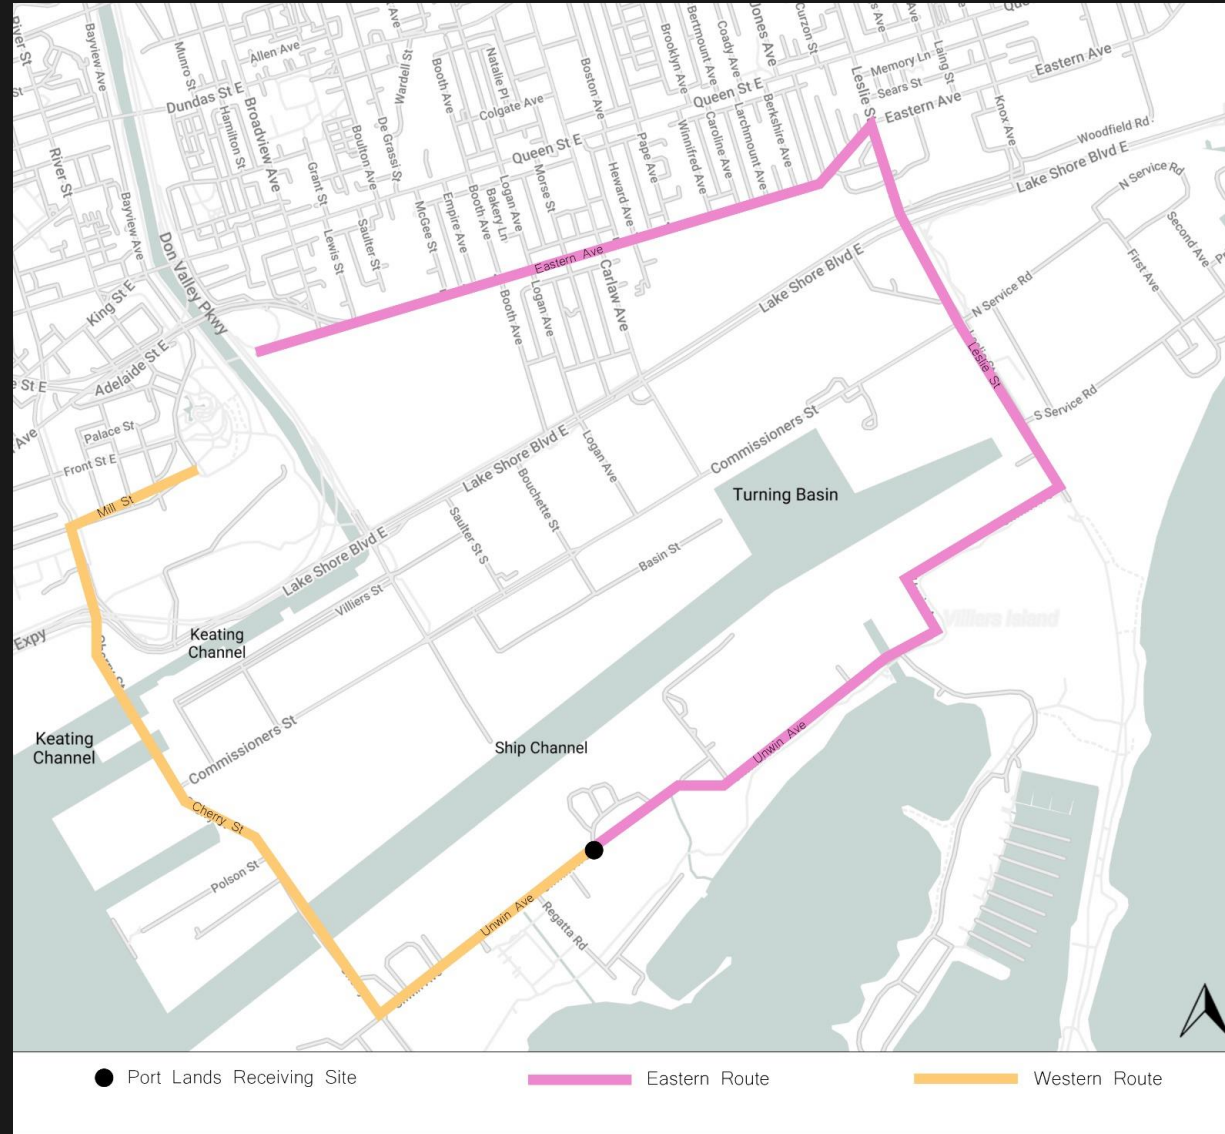 River St
Bayview Ave
Munro St
Allen Ave
Dundas St E
Broadview Ave
Hamilton St
Wardell St
Booth Ave
Natalie Pl
Colgate Ave
Boston Ave
Brooklyn Ave
Bertmount Ave
Coady Ave
Jones Ave
Curzon St
Leslie St
Memory Ln
Sears St
Laing St
Eastern Ave
Eastern Ave
Knox Ave
Woodfield Rd
Lake Shore Blvd E
Queen St E
Queen St E
Winnifred Ave
Caroline Ave
Larchmount Ave
Berkshire Ave
Pape Ave
Heward Ave
Morse St
Logan Ave
Bakery Ln
Booth Ave
Empire Ave
McGee St
De Grassi St
Boulton Ave
Grant St
Lewis St
Saulter St
River St
Bayview Ave
Don Valley Pkwy
King St E
Adelaide St E
Palace St
Front St E
Mill St
Eastern Ave
Carlaw Ave
Booth Ave
Logan Ave
Lake Shore Blvd E
N Service Rd
Second Ave
First Ave
N Service Rd
Leslie St
S Service Rd
Commissioners St
Lake Shore Blvd E
Logan Ave
Bouchette St
Saulter St S
Basin St
Turning Basin
Lake Shore Blvd E
Villiers St
Keating
Channel
Expy
Cherry St
Villiers Island
Keating
Channel
Commissioners St
Ship Channel
Unwin Ave
Cherry St
Polson St
Unwin Ave
Regatta Rd
Port Lands Receiving Site
Eastern Route
Western Route